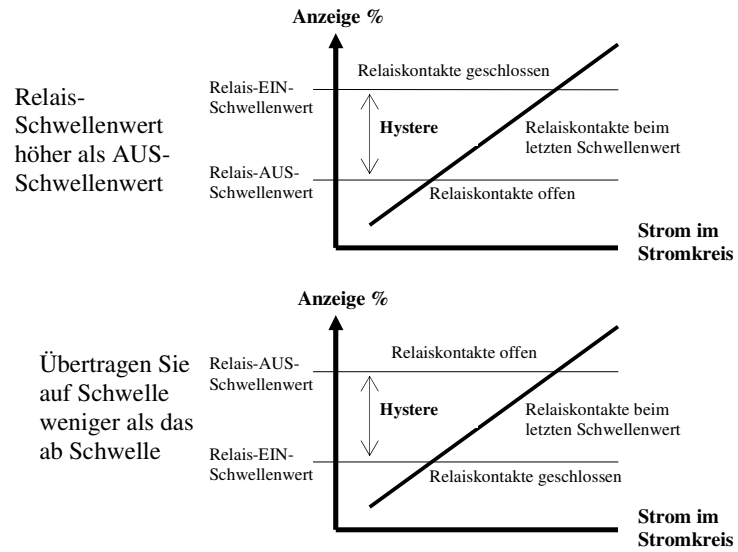 Anzeige %
Relais-
Schwellenwert
höher als AUS-
Schwellenwert
Relais-EIN-
Schwellenwert
Relaiskontakte geschlossen
Hystere
Relaiskontakte beim
letzten Schwellenwert
Relais-AUS-
Schwellenwert
Relaiskontakte offen
Strom im
Stromkreis
Anzeige %
Übertragen Sie
auf Schwelle
weniger als das
ab Schwelle
Relais-AUS-
Schwellenwert
Relaiskontakte offen
Hystere
Relaiskontakte beim
letzten Schwellenwert
Relais-EIN-
Schwellenwert
Relaiskontakte geschlossen
Strom im
Stromkreis